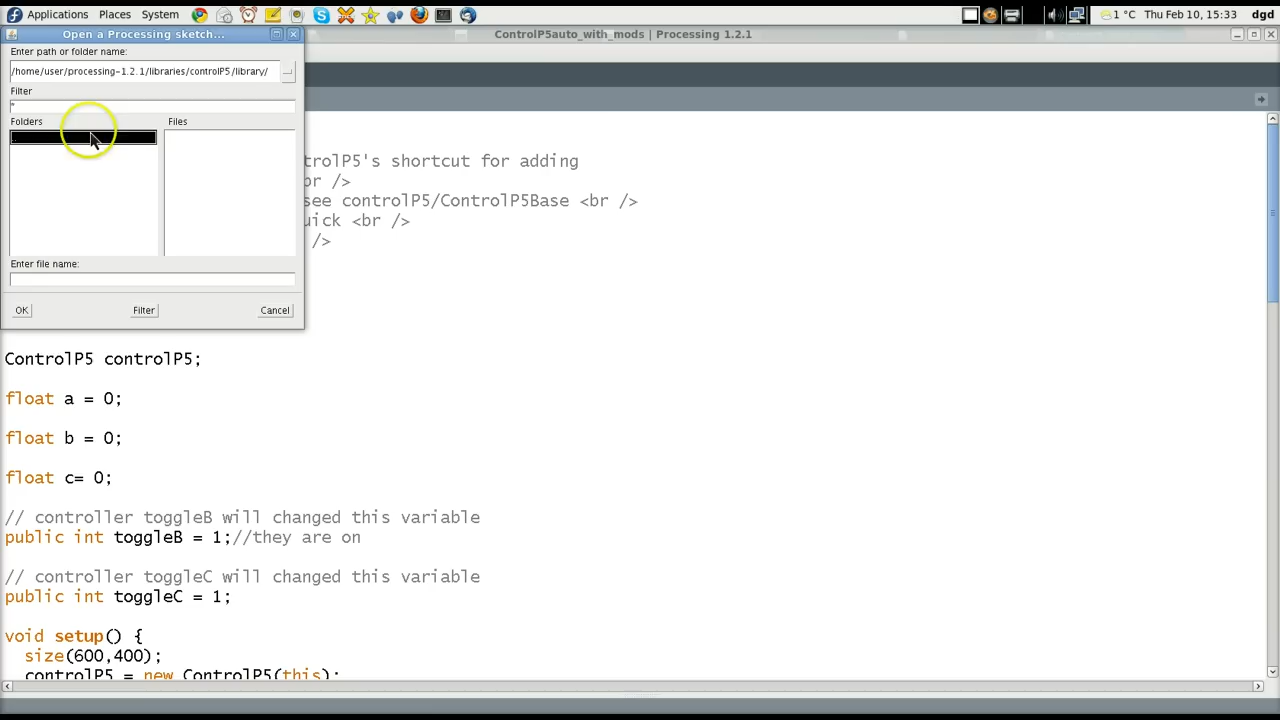 Applications Places System
1 °C Thu Feb 10, 15:33 dgd
Open a Processing sketch...
ControlP5auto_with_mods | Processing 1.2.1
Enter path or folder name:
/home/user/processing-1.2.1/libraries/controlP5/library/
Filter
*
Folders
Files
trolP5's shortcut for adding
br />
see controlP5/ControlP5Base <br />
uick <br />
/>
Enter file name:
OK
Filter
Cancel
ControlP5 controlP5;
float a = 0;
float b = 0;
float c= 0;
// controller toggleB will changed this variable
public int toggleB = 1;//they are on
// controller toggleC will changed this variable
public int toggleC = 1;
void setup() {
size(600,400);
controlP5 = new ControlP5(this);